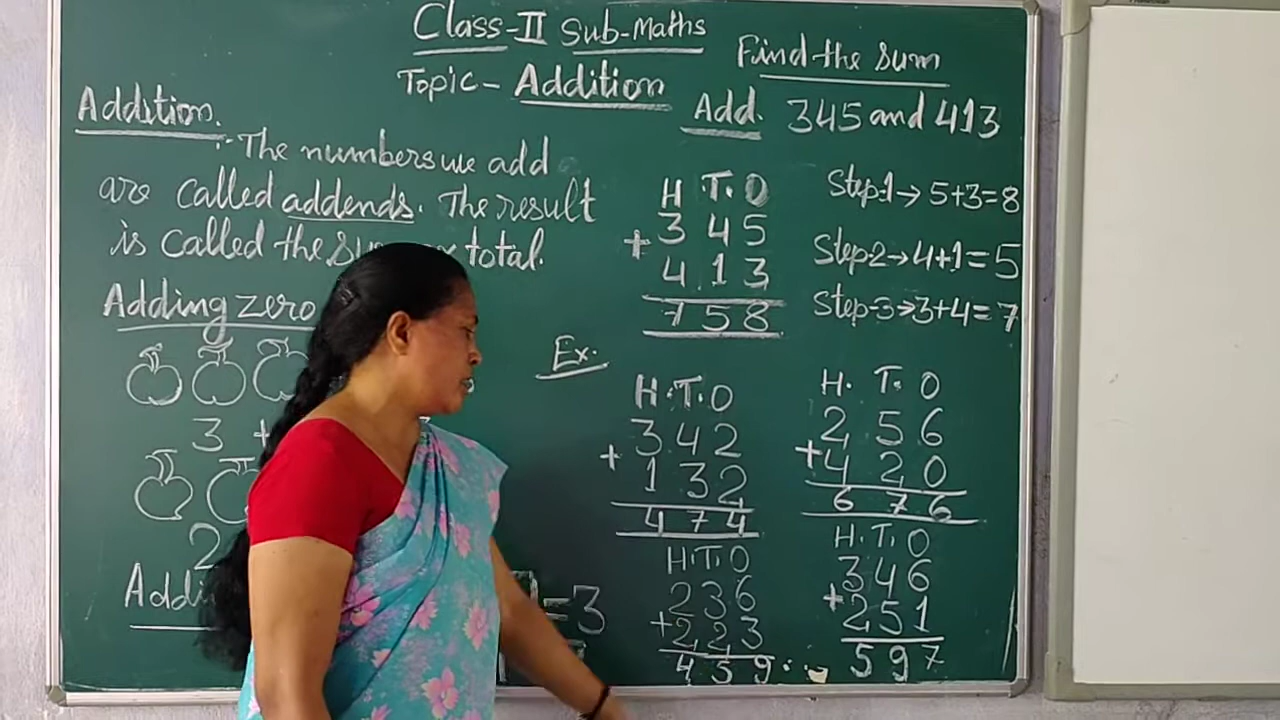 Class-II Sub-Maths
Topic - Addition
Addition.
:- The numbers we add
are called addends. The result
is called the total.
Adding zero
3 +
2
=3
Find the sum
Add. 345 and 413
H T. O
3 4 5
+ 4 1 3
7 5 8
Step-1→ 5+3=8
Step-2→4+1=5
Step-3→3+4=7
Ex.
H.T.O
3 4 2
+ 1 3 2
4 7 4
H. T. O
2 5 6
+ 4 2 0
6 7 6
H.T.O
2 3 6
+ 2 2 3
4 5 9
H. T. O
3 4 6
+ 2 5 1
5 9 7